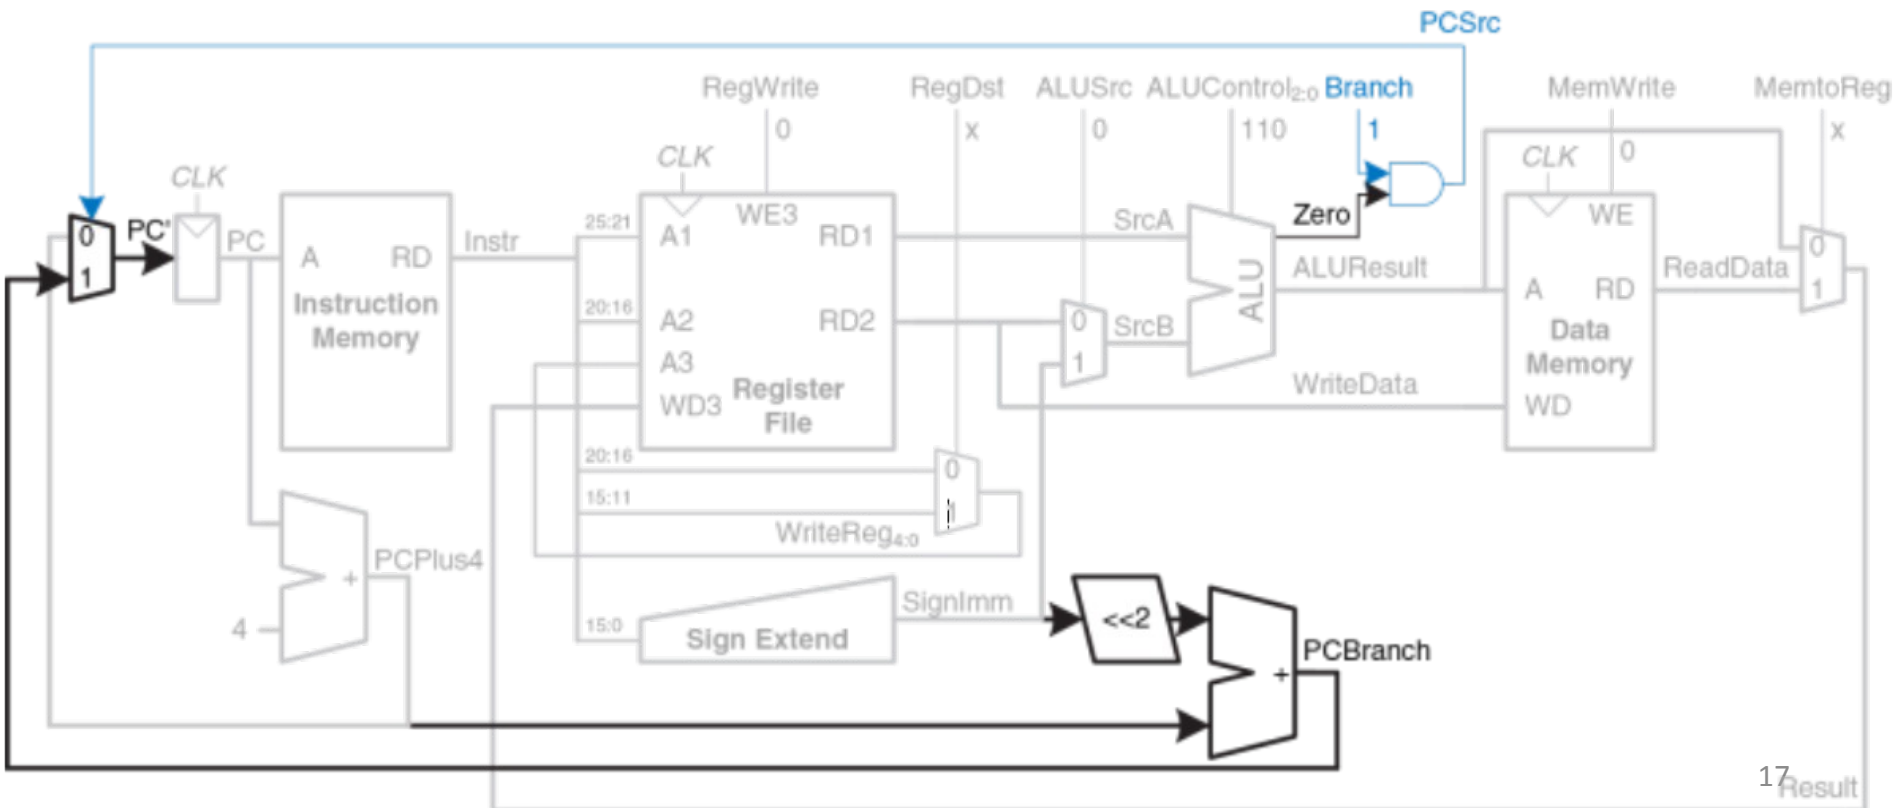 PCSrc
RegWrite RegDst ALUSrc ALUControl2:0 Branch MemWrite MemtoReg
0 x 0 110 1 0 x
CLK CLK CLK
0 PC' PC
1
A RD Instr
Instruction
Memory
25:21 A1 WE3 RD1 SrcA Zero
20:16 A2 RD2 0 SrcB ALU ALUResult
A3 1
WD3 Register
File
WriteData
WE
A RD ReadData 0
Data 1
Memory
WD
20:16 0
15:11 1
WriteReg4:0
PCPlus4
+
4
15:0 Sign Extend SignImm <<2
PCBranch
+
17
Result